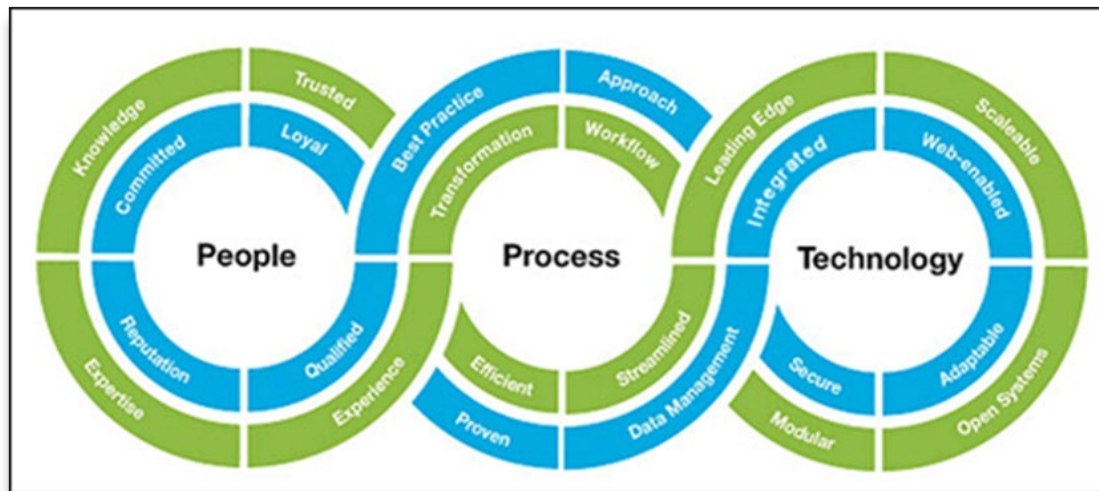 Knowledge
Trusted
Committed
Loyal
People
Reputation
Qualified
Expertise
Experience
Best Practice
Approach
Transformation
Workflow
Process
Efficient
Streamlined
Proven
Data Management
Leading Edge
Scaleable
Integrated
Web-enabled
Technology
Secure
Adaptable
Modular
Open Systems